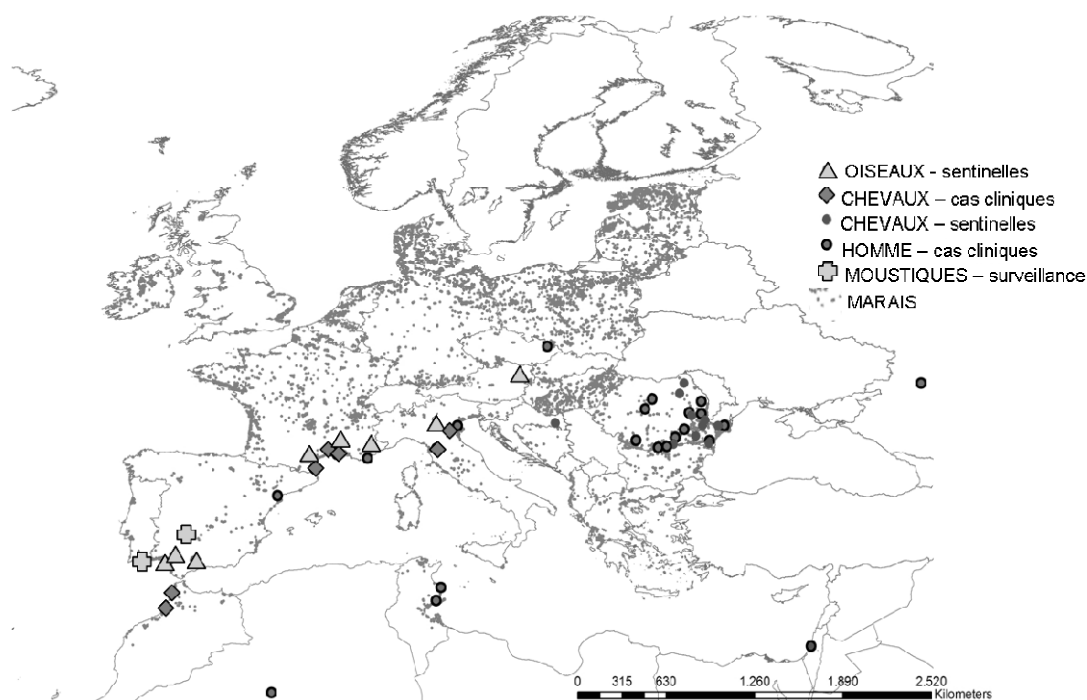 OISEAUX - sentinelles
CHEVAUX – cas cliniques
CHEVAUX – sentinelles
HOMME – cas cliniques
MOUSTIQUES – surveillance
MARAIS
0 315 630 1.260 1.890 2.520
Kilometers